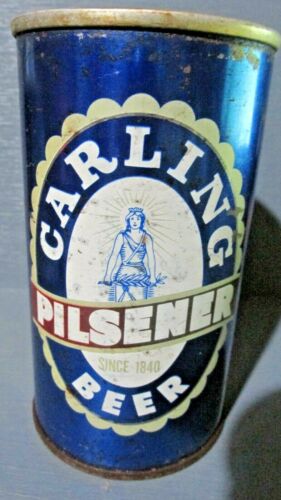 CARLING
PILSENER
SINCE 1840
BEER